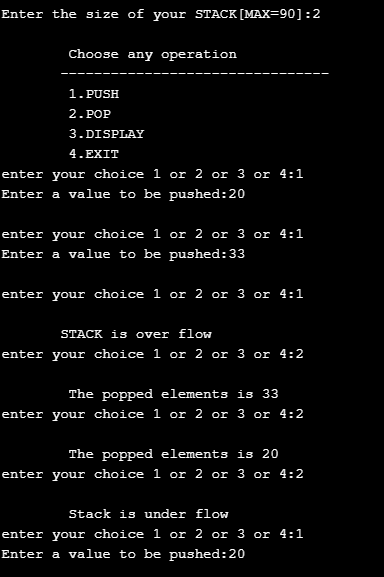 Enter the size of your STACK[MAX=90]:2
Choose any operation
--------------------------------
1.PUSH
2.POP
3.DISPLAY
4.EXIT
enter your choice 1 or 2 or 3 or 4:1
Enter a value to be pushed:20
enter your choice 1 or 2 or 3 or 4:1
Enter a value to be pushed:33
enter your choice 1 or 2 or 3 or 4:1
STACK is over flow
enter your choice 1 or 2 or 3 or 4:2
The popped elements is 33
enter your choice 1 or 2 or 3 or 4:2
The popped elements is 20
enter your choice 1 or 2 or 3 or 4:2
Stack is under flow
enter your choice 1 or 2 or 3 or 4:1
Enter a value to be pushed:20